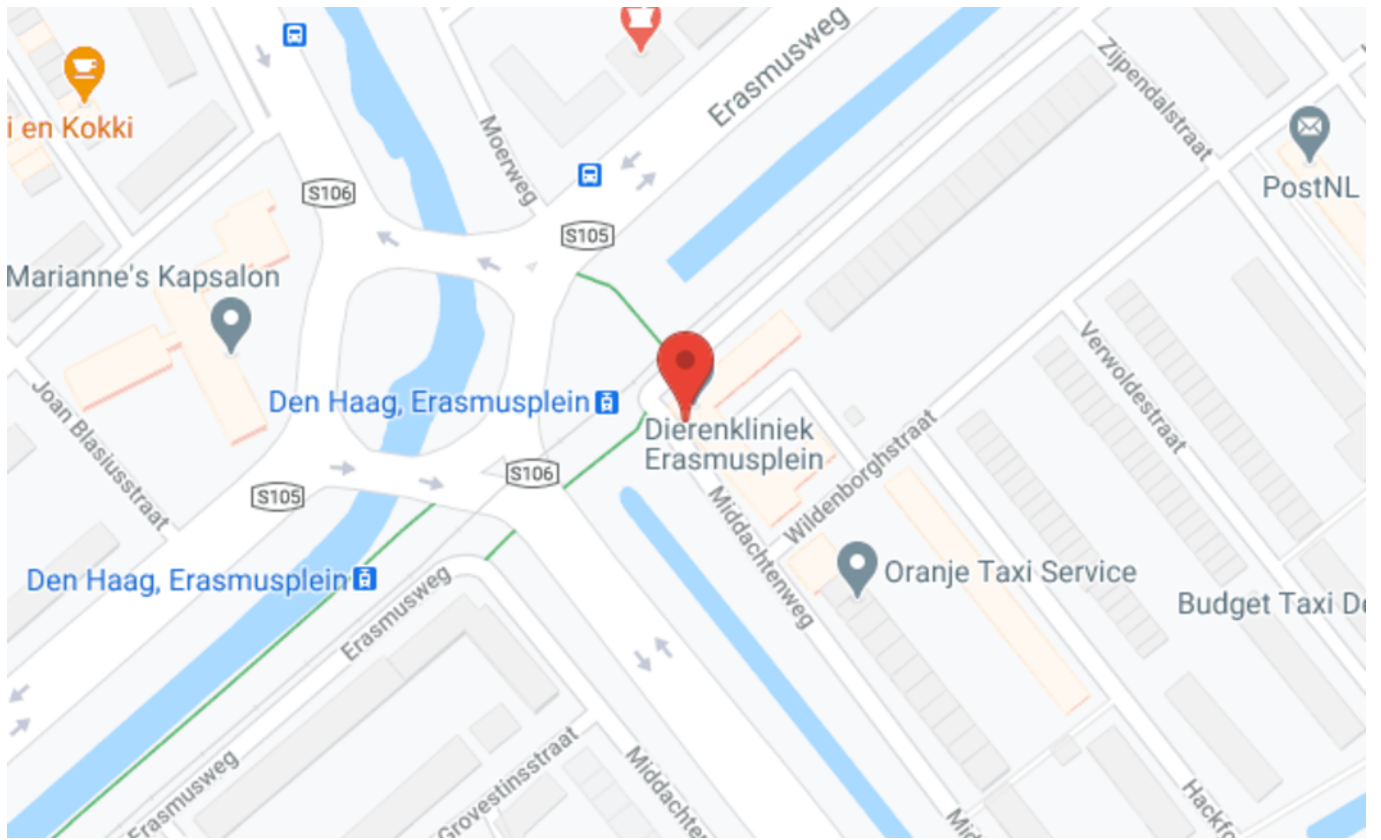 Erasmusweg
Zijpendalstraat
i en Kokki
Moerweg
S106
PostNL
S105
Marianne's Kapsalon
Joan Blasiusstraat
Den Haag, Erasmusplein
Verwoldestraat
Dierenkliniek
Erasmusplein
Wildenborghstraat
S106
S105
Middachtenweg
Den Haag, Erasmusplein
Oranje Taxi Service
Erasmusweg
Budget Taxi De
Erasmusweg
Grovestinsstraat
Middachten
Mid
Hackfo